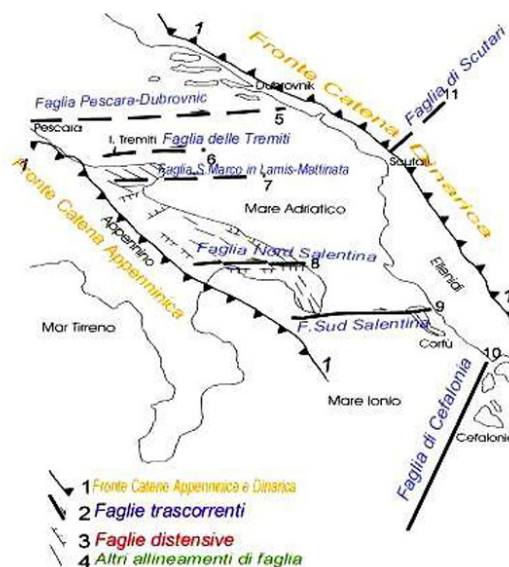 1
Fronte Catena Dinarica
Dubrovnik
Faglia di Scutari
11
Faglia Pescara-Dubrovnic
5
Pescara
I. Tremiti
Faglia delle Tremiti
6
Scutari
Faglia S.Marco in Lamis-Mattinata
7
1
Fronte Catena Appenninica
Mare Adriatico
Appennino
Faglia Nord Salentina
8
Ellenidi
1
F. Sud Salentina
9
Mar Tirreno
Corfù
1
10
Mare Ionio
Faglia di Cefalonia
Cefalonia
1 Fronte Catene Appenninica e Dinarica
2 Faglie trascorrenti
3 Faglie distensive
4 Altri allineamenti di faglia